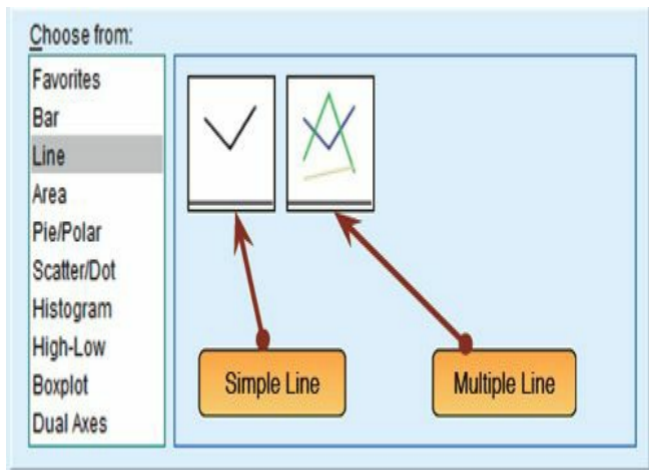 Choose from:
Favorites
Bar
Line
Area
Pie/Polar
Scatter/Dot
Histogram
High-Low
Boxplot
Dual Axes
Simple Line
Multiple Line